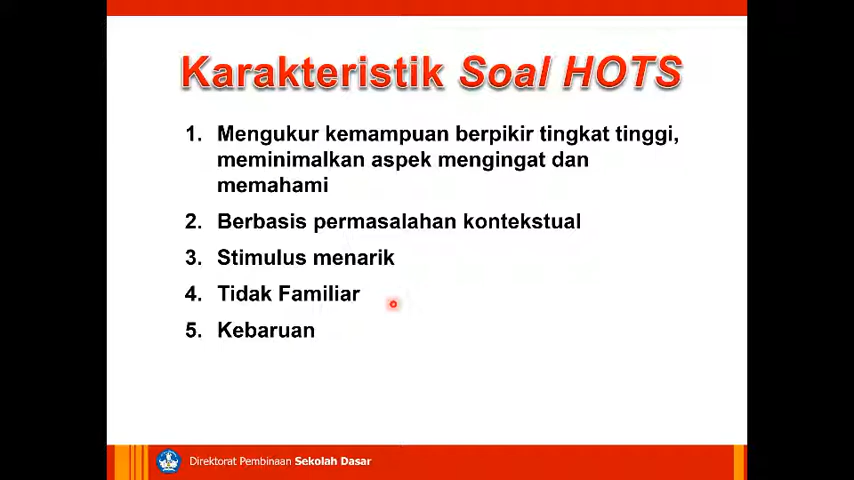 Karakteristik Soal HOTS
1. Mengukur kemampuan berpikir tingkat tinggi,
meminimalkan aspek mengingat dan
memahami
2. Berbasis permasalahan kontekstual
3. Stimulus menarik
4. Tidak Familiar
5. Kebaruan
Direktorat Pembinaan Sekolah Dasar